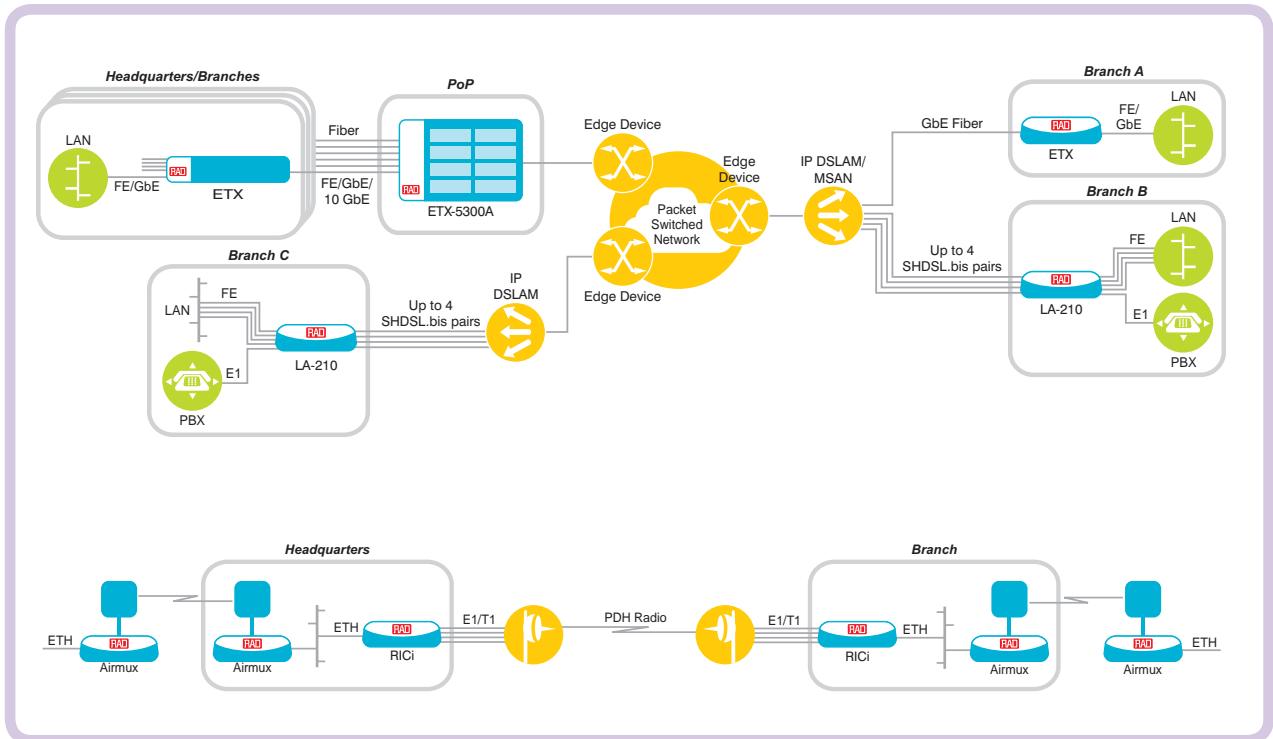 Headquarters/Branches
LAN
FE/GbE
RAD
ETX
Fiber
FE/GbE/
10 GbE
PoP
RAD
ETX-5300A
Edge Device
Edge
Device
Packet
Switched
Network
Edge Device
IP DSLAM/
MSAN
GbE Fiber
Branch A
RAD
ETX
FE/
GbE
LAN
Branch B
Up to 4
SHDSL.bis pairs
RAD
LA-210
FE
LAN
E1
PBX
Branch C
LAN
FE
E1
PBX
RAD
LA-210
Up to 4
SHDSL.bis pairs
IP
DSLAM
Headquarters
ETH
RAD
Airmux
RAD
Airmux
ETH
RAD
RICi
E1/T1
PDH Radio
Branch
E1/T1
RAD
RICi
ETH
RAD
Airmux
RAD
Airmux
ETH